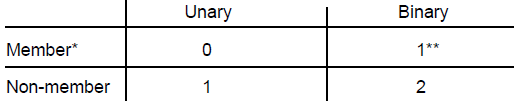 Unary Binary
Member* 0 1**
Non-member 1 2